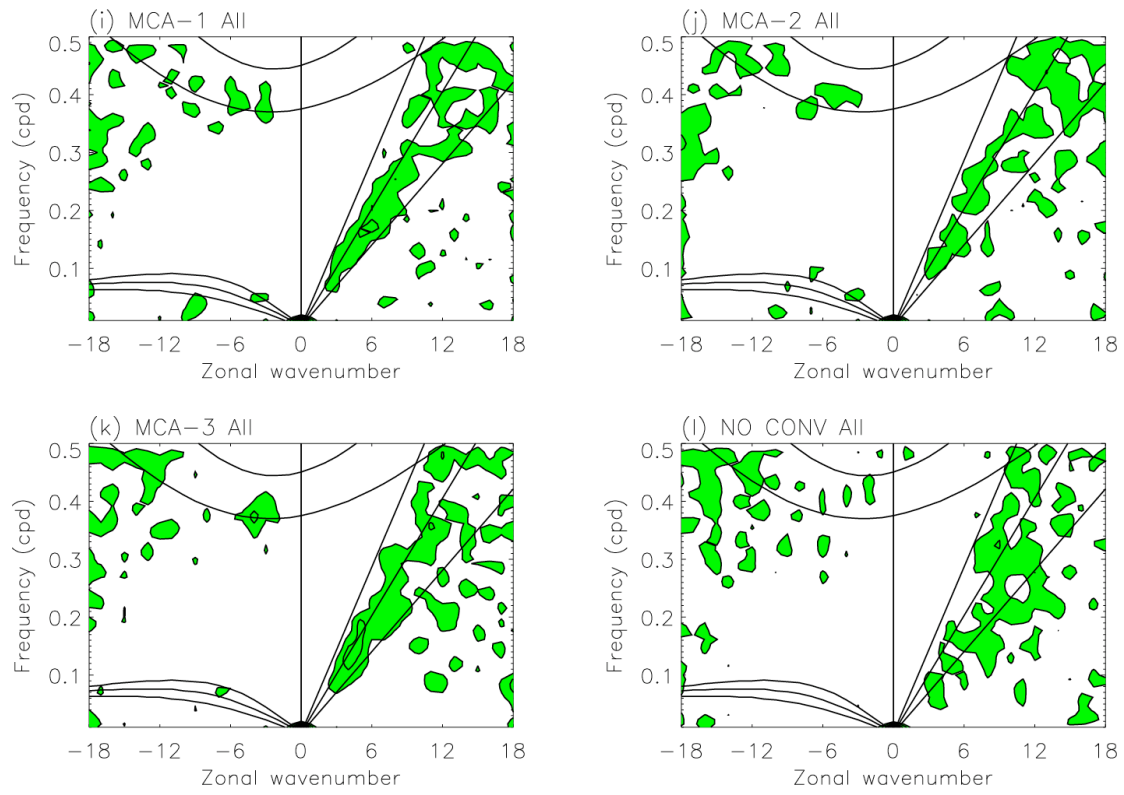 (i) MCA-1 All
0.5
0.4
0.3
0.2
0.1
Frequency (cpd)
-18 -12 -6 0 6 12 18
Zonal wavenumber
(j) MCA-2 All
0.5
0.4
0.3
0.2
0.1
Frequency (cpd)
-18 -12 -6 0 6 12 18
Zonal wavenumber
(k) MCA-3 All
0.5
0.4
0.3
0.2
0.1
Frequency (cpd)
-18 -12 -6 0 6 12 18
Zonal wavenumber
(l) NO CONV All
0.5
0.4
0.3
0.2
0.1
Frequency (cpd)
-18 -12 -6 0 6 12 18
Zonal wavenumber